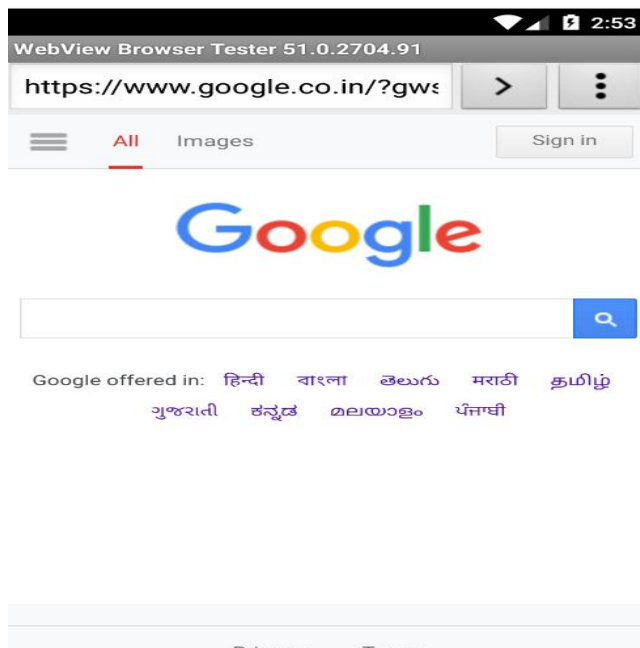 2:53
WebView Browser Tester 51.0.2704.91
https://www.google.co.in/?gws
All Images Sign in
Google
Google offered in: हिन्दी বাংলা తెలుగు मराठी தமிழ்
ગુજરાતી ಕನ್ನಡ മലയാളം ਪੰਜਾਬੀ